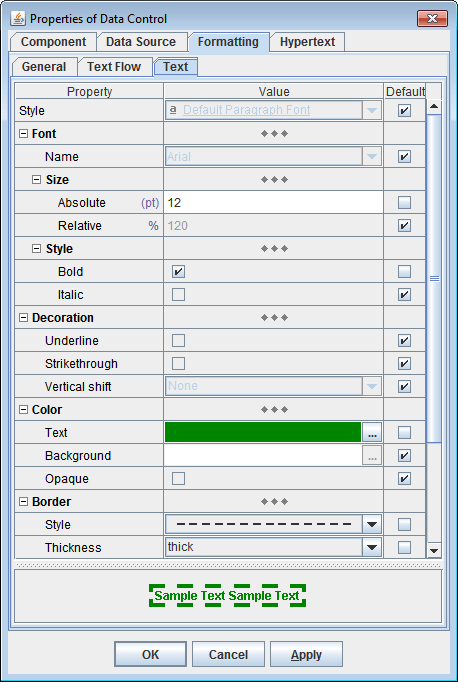 Properties of Data Control
Component Data Source Formatting Hypertext
General Text Flow Text
Property Value Default
Style a Default Paragraph Font
Font
Name Arial
Size
Absolute (pt) 12
Relative % 120
Style
Bold
Italic
Decoration
Underline
Strikethrough
Vertical shift None
Color
Text ...
Background ...
Opaque
Border
Style
Thickness thick
Sample Text Sample Text
OK Cancel Apply